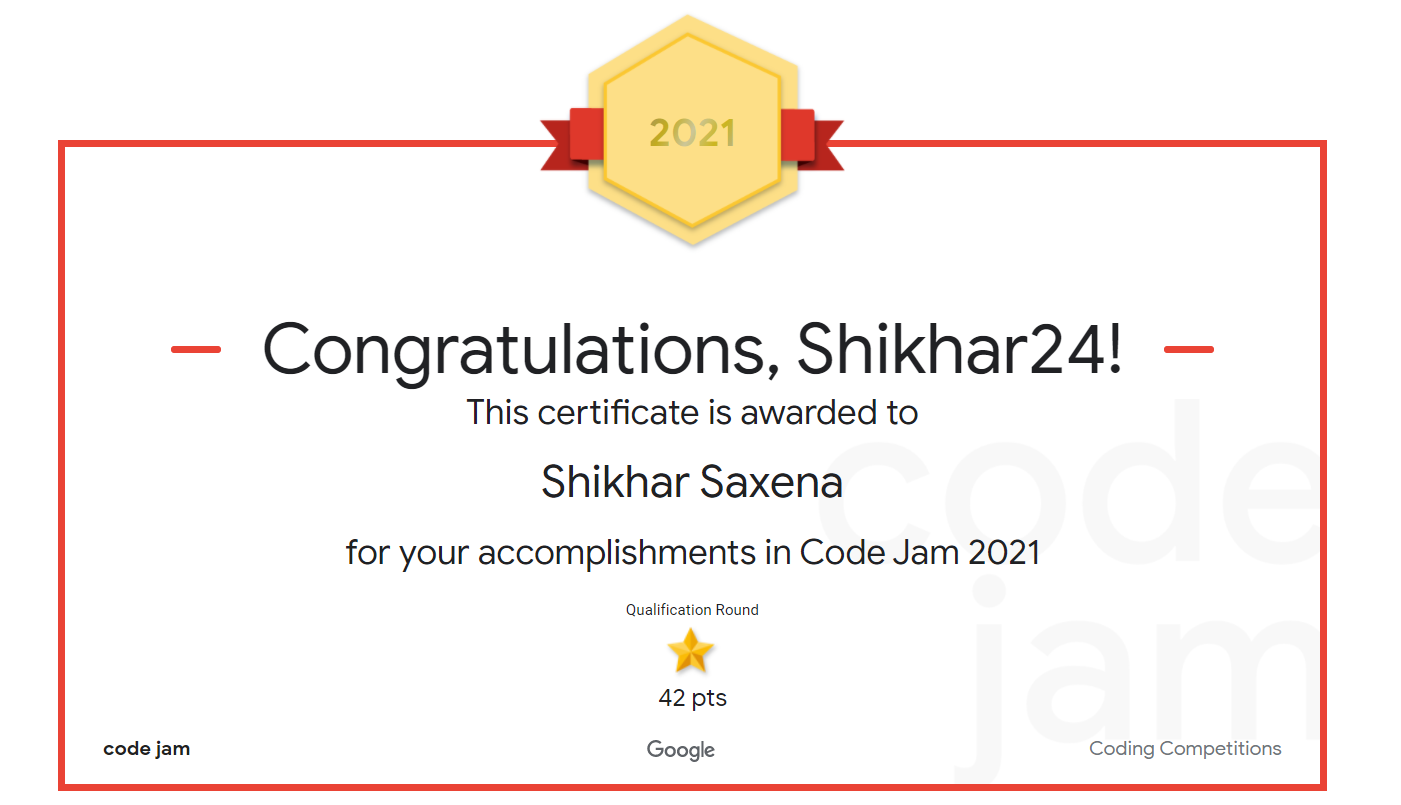 2021
Congratulations, Shikhar24!
This certificate is awarded to
Shikhar Saxena
for your accomplishments in Code Jam 2021
Qualification Round
42 pts
code jam
Google
Coding Competitions
code
jam